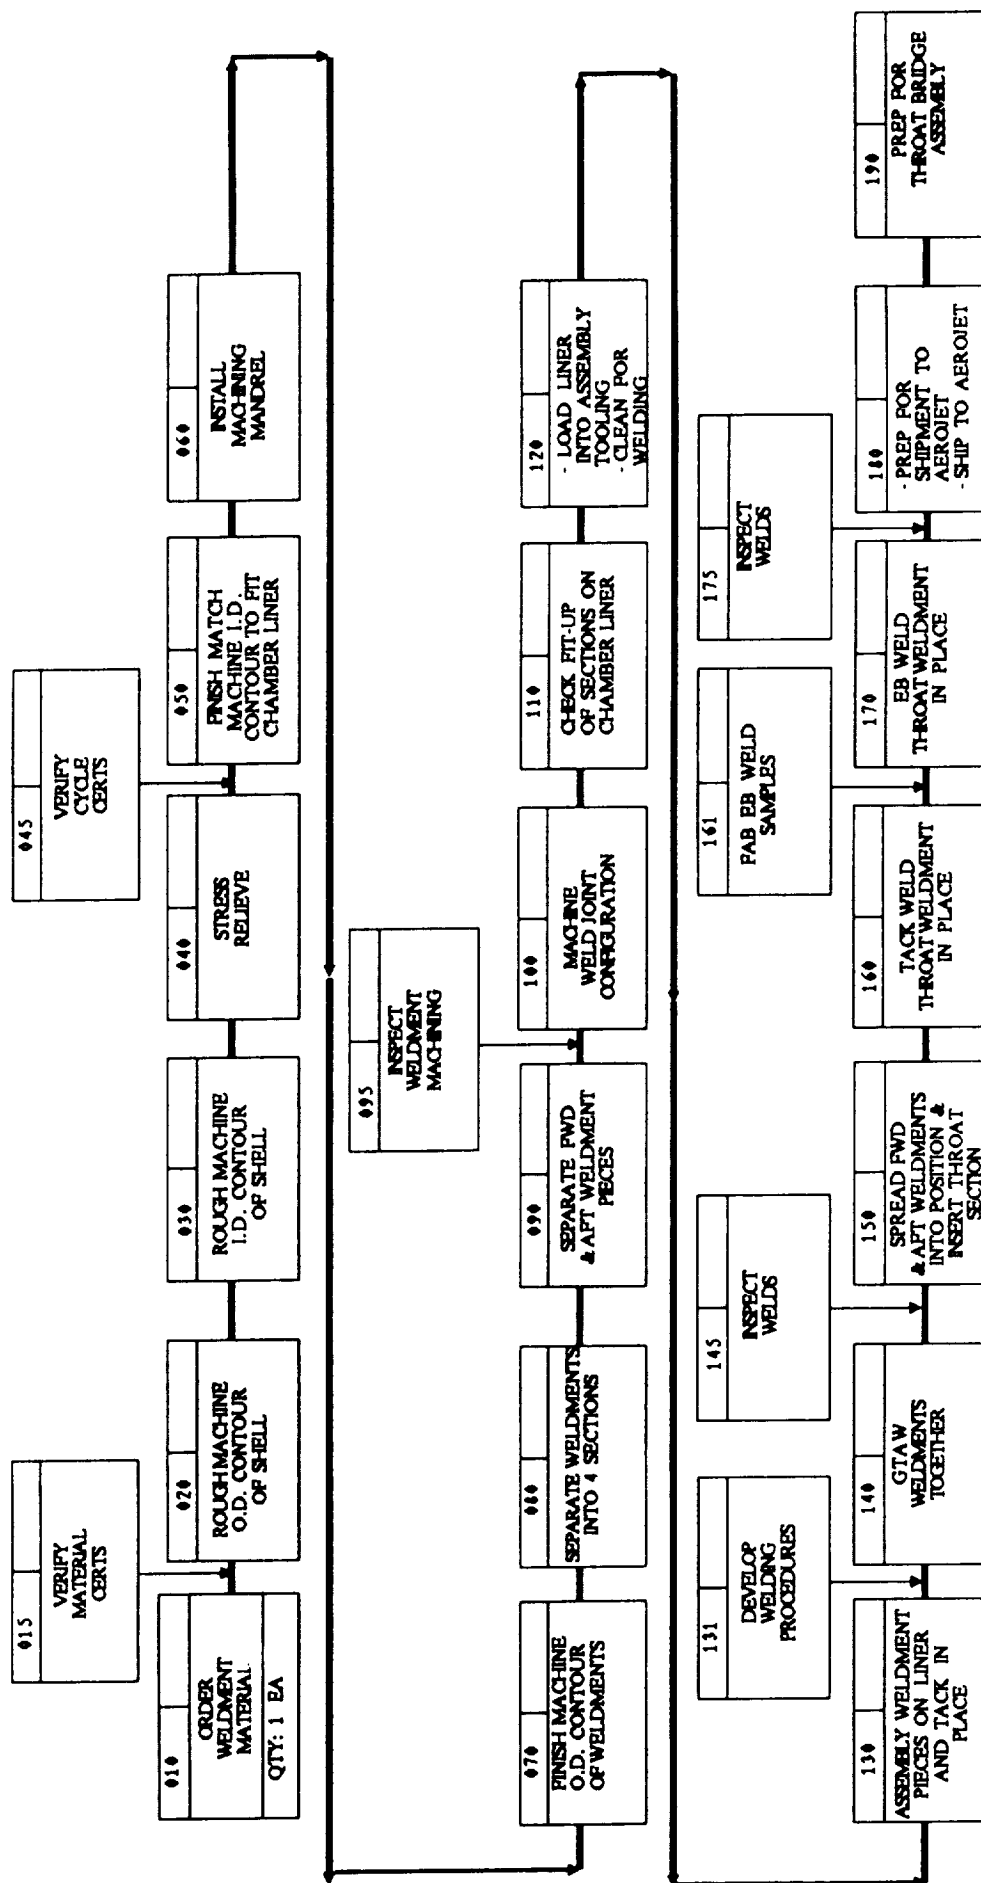 015
VERIFY
MATERIAL
CERTS
045
VERIFY
CYCLE
CERTS
010
ORDER
WELDMENT
MATERIAL
QTY: 1 EA
020
ROUGH MACHINE
O.D. CONTOUR
OF SHELL
030
ROUGH MACHINE
I.D. CONTOUR
OF SHELL
040
STRESS
RELIEVE
050
FINISH MATCH
MACHINE I.D.
CONTOUR TO FIT
CHAMBER LINER
060
INSTALL
MACHINING
MANDREL
095
INSPECT
WELDMENT
MACHINING
070
FINISH MACHINE
O.D. CONTOUR
OF WELDMENTS
080
SEPARATE WELDMENTS
INTO 4 SECTIONS
090
SEPARATE FWD
& AFT WELDMENT
PIECES
100
MACHINE
WELD JOINT
CONFIGURATION
110
CHECK FIT-UP
OF SECTIONS ON
CHAMBER LINER
120
- LOAD LINER
INTO ASSEMBLY
TOOLING
- CLEAN FOR
WELDING
131
DEVELOP
WELDING
PROCEDURES
145
INSPECT
WELDS
161
FAB EB WELD
SAMPLES
175
INSPECT
WELDS
130
ASSEMBLY WELDMENT
PIECES ON LINER
AND TACK IN
PLACE
140
GTAW
WELDMENTS
TOGETHER
150
SPREAD FWD
& AFT WELDMENTS
INTO POSITION &
INSERT THROAT
SECTION
160
TACK WELD
THROAT WELDMENT
IN PLACE
170
EB WELD
THROAT WELDMENT
IN PLACE
180
- PREP FOR
SHIPMENT TO
AEROJET
- SHIP TO AEROJET
190
PREP FOR
THROAT BRIDGE
ASSEMBLY